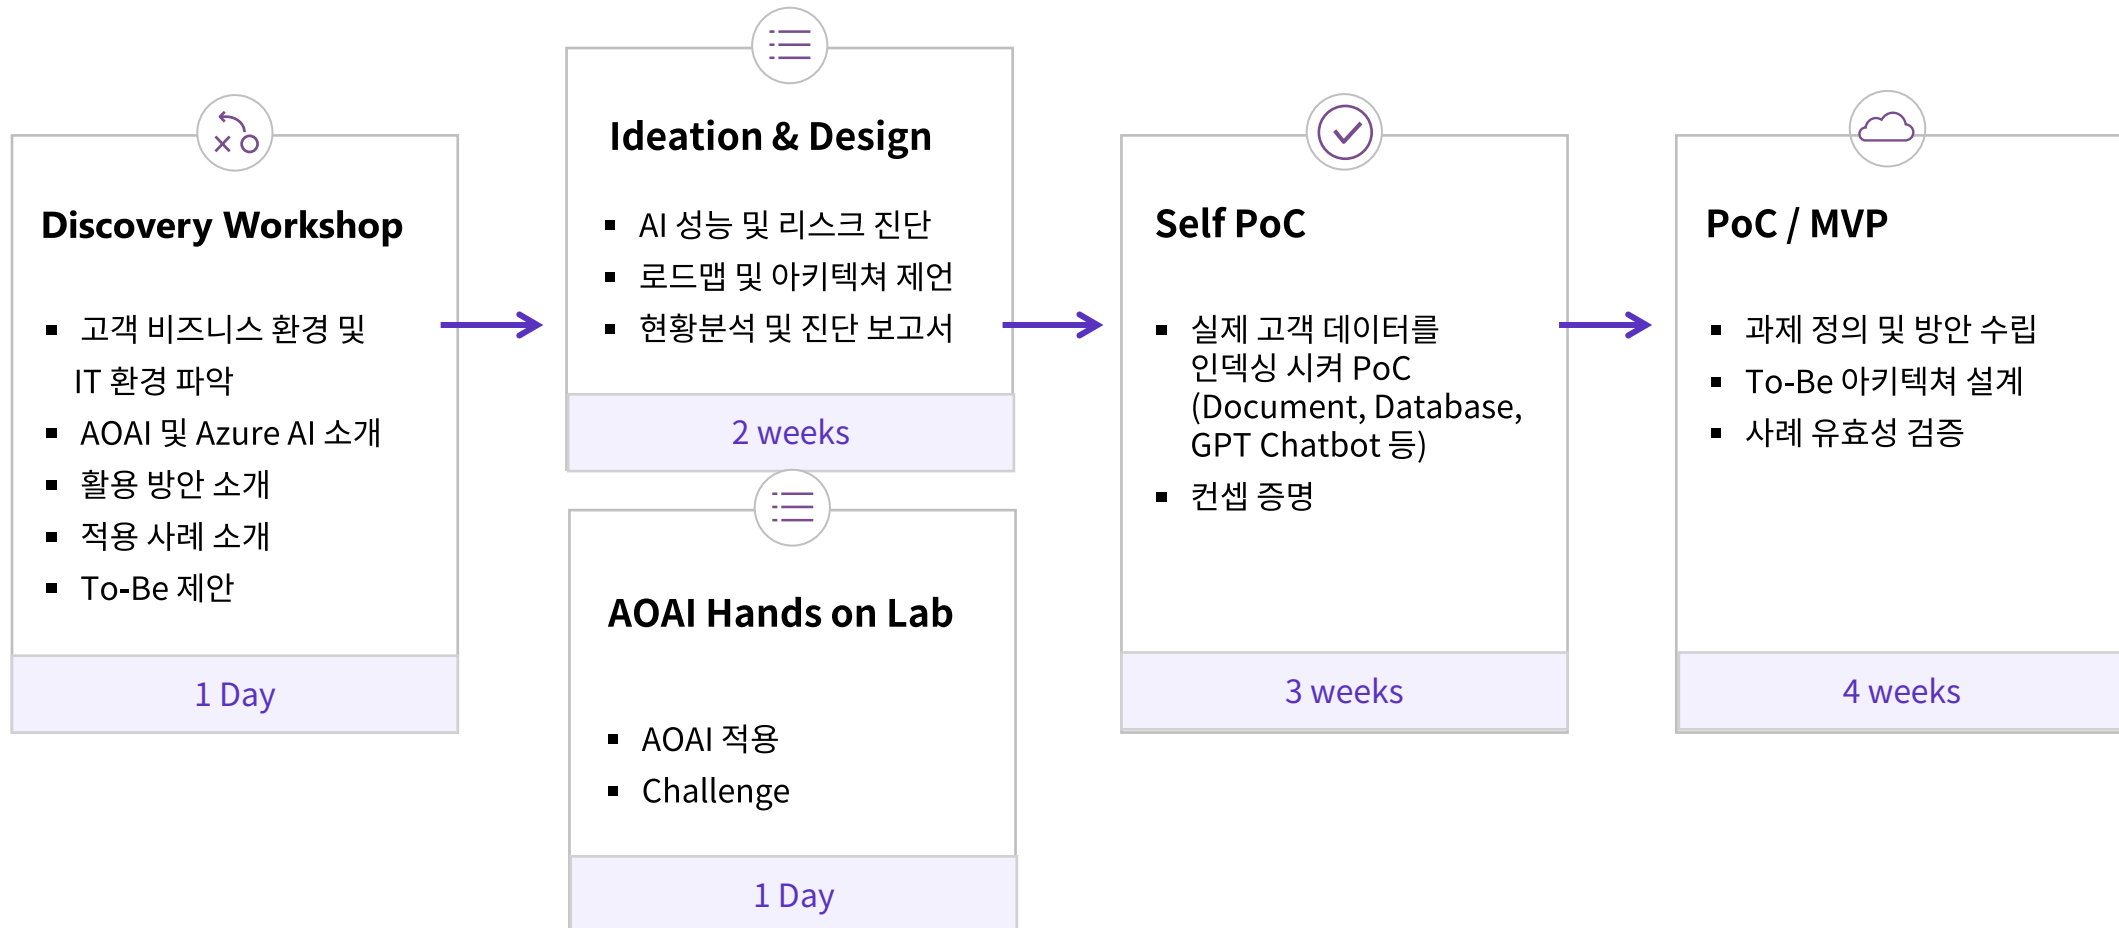 Discovery Workshop
▪ 고객 비즈니스 환경 및
IT 환경 파악
▪ AOAI 및 Azure AI 소개
▪ 활용 방안 소개
▪ 적용 사례 소개
▪ To-Be 제안
1 Day
Ideation & Design
▪ AI 성능 및 리스크 진단
▪ 로드맵 및 아키텍쳐 제언
▪ 현황분석 및 진단 보고서
2 weeks
AOAI Hands on Lab
▪ AOAI 적용
▪ Challenge
1 Day
Self PoC
▪ 실제 고객 데이터를
인덱싱 시켜 PoC
(Document, Database,
GPT Chatbot 등)
▪ 컨셉 증명
3 weeks
PoC / MVP
▪ 과제 정의 및 방안 수립
▪ To-Be 아키텍쳐 설계
▪ 사례 유효성 검증
4 weeks